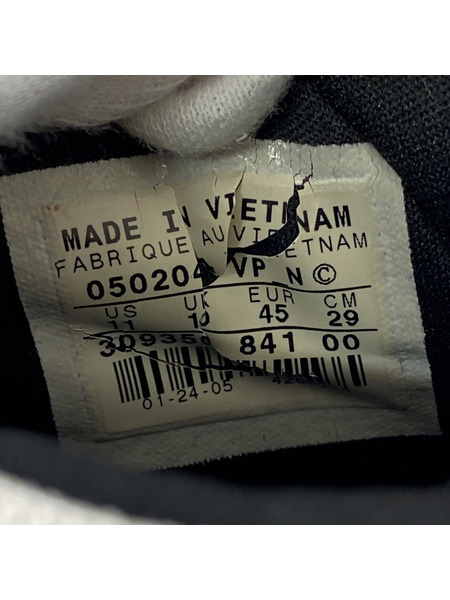 MADE IN VIETNAM
FABRIQUE AU VIETNAM
050204 VP N ©
US UK EUR CM
11 10 45 29
841 00
01-24-05